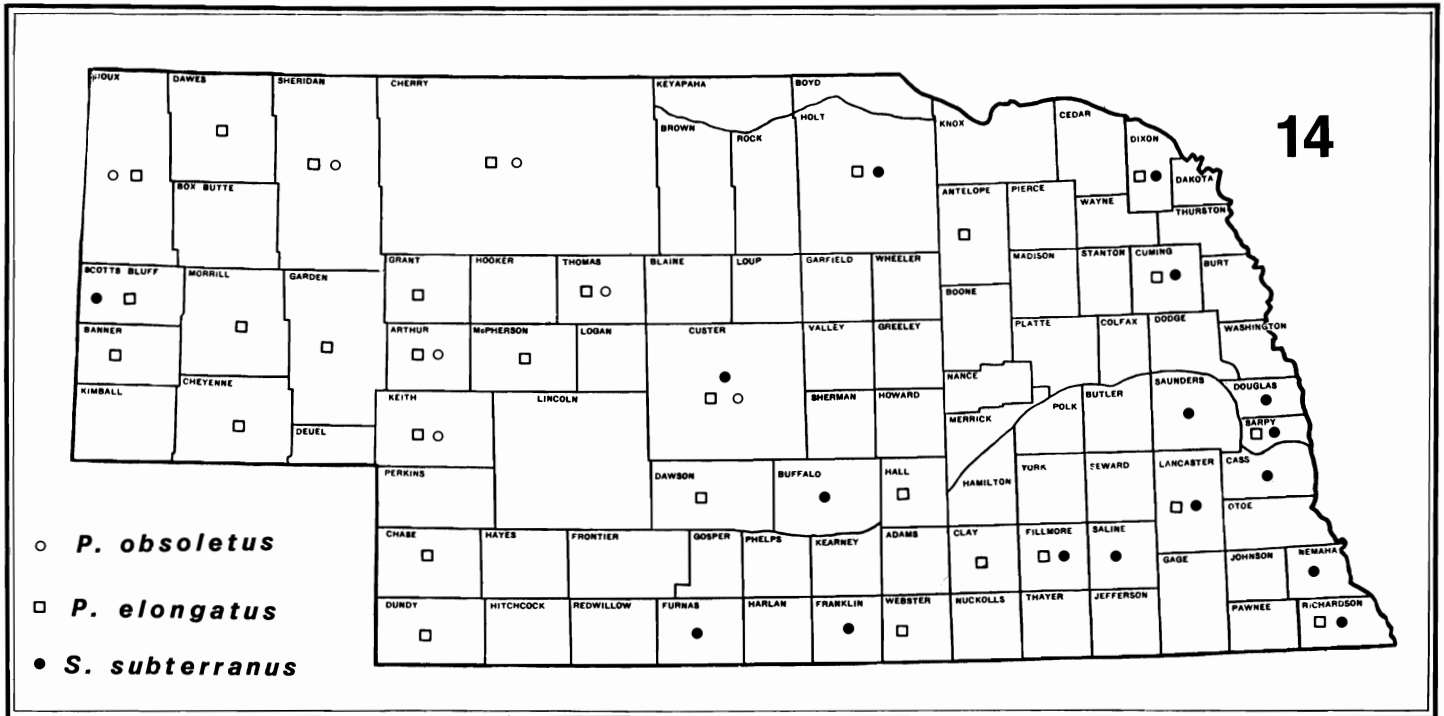 SIOUX DAWES SHERIDAN CHERRY KEYAPAHA BOYD
14
BROWN ROCK HOLT KNOX CEDAR DIXON
BOX BUTTE ANTELOPE PIERCE WAYNE DAKOTA
THURSTON
SCOTTS BLUFF MORRILL GARDEN GRANT HOOKER THOMAS BLAINE LOUP GARFIELD WHEELER MADISON STANTON CUMING BURT
BOONE
BANNER ARTHUR McPHERSON LOGAN CUSTER VALLEY GREELEY PLATTE COLFAX DODGE WASHINGTON
KIMBALL CHEYENNE KEITH LINCOLN SHERMAN HOWARD NANCE BUTLER SAUNDERS DOUGLAS
DEUEL MERRICK POLK SARPY
PERKINS DAWSON BUFFALO HALL HAMILTON YORK SEWARD LANCASTER CASS
OTOE
CHASE HAYES FRONTIER GOSPER PHELPS KEARNEY ADAMS CLAY FILLMORE SALINE GAGE JOHNSON NEMAHA
DUNDY HITCHCOCK REDWILLOW FURNAS HARLAN FRANKLIN WEBSTER NUCKOLLS THAYER JEFFERSON PAWNEE RICHARDSON
P. obsoletus
P. elongatus
S. subterranus